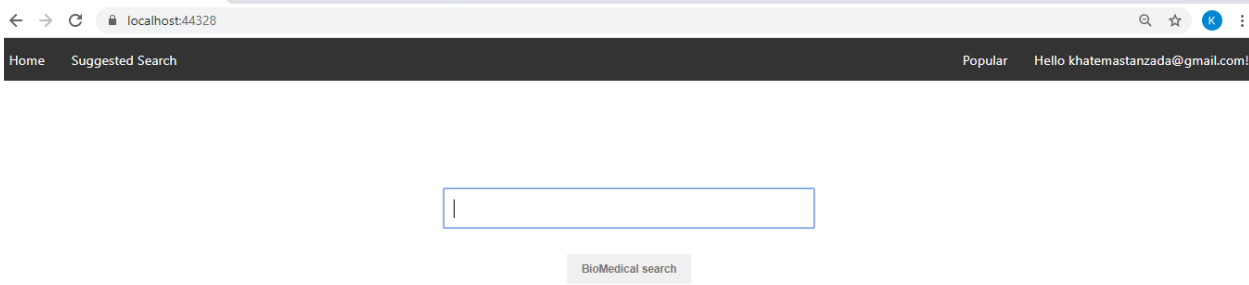 localhost:44328
K
Home Suggested Search Popular Hello khatemastanzada@gmail.com!
BioMedical search